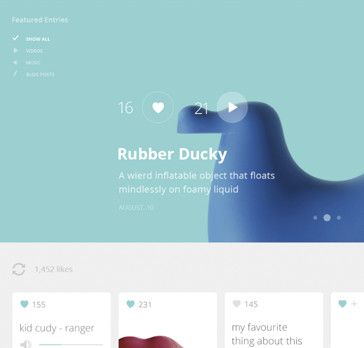 Featured Entries
SHOW ALL
VIDEOS
MUSIC
BLOG POSTS
16
21
Rubber Ducky
A wierd inflatable object that floats
mindlessly on foamy liquid
AUGUST, 10
1,452 likes
155
231
145
kid cudy - ranger
my favourite
thing about this